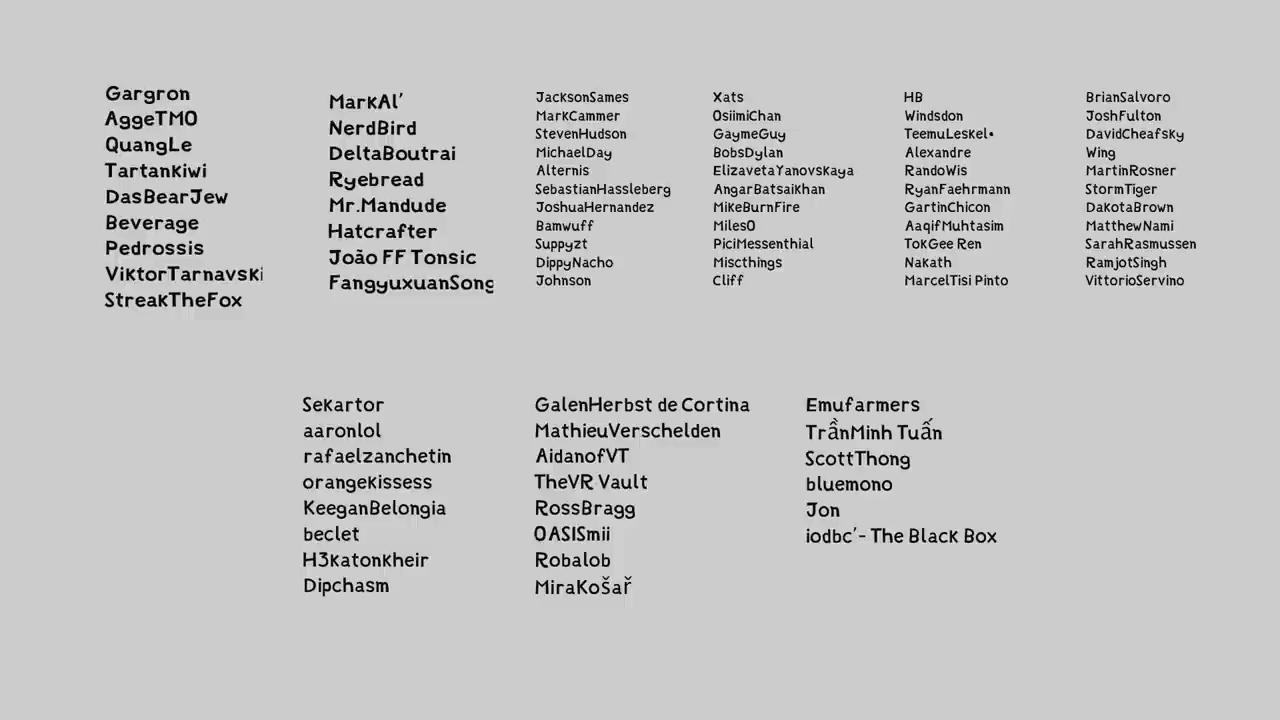 Gargron
AggeTMO
QuangLe
Tartankiwi
DasBearJew
Beverage
Pedrossis
ViktorTarnavski
StreakTheFox
MarkAl'
NerdBird
DeltaBoutrai
Ryebread
Mr.Mandude
Hatcrafter
João FF Tonsic
FangyuxuanSong
JacksonSames
MarkCammer
StevenHudson
MichaelDay
Alternis
SebastianHassleberg
JoshuaHernandez
Bamwuff
Suppyzt
DippyNacho
Johnson
Xats
OsiimiChan
GaymeGuy
BobsDylan
ElizavetaYanovskaya
AngarBatsaikhan
MikeBurnFire
MilesO
PiciMessenthial
Miscthings
Cliff
HB
Windsdon
TeemuLeskel•
Alexandre
RandoWis
RyanFaehrmann
GartinChicon
AaqifMuhtasim
TokGee Ren
Nakath
MarcelTisi Pinto
BrianSalvoro
JoshFulton
DavidCheafsky
Wing
MartinRosner
StormTiger
DakotaBrown
MatthewNami
SarahRasmussen
RamjotSingh
VittorioServino
Sekartor
aaronlol
rafaelzanchetin
orangekissess
KeeganBelongia
beclet
H3katonkheir
Dipchasm
GalenHerbst de Cortina
MathieuVerschelden
AidanofVT
TheVR Vault
RossBragg
OASISmii
Robalob
MiraKošař
Emufarmers
TrầnMinh Tuấn
ScottThong
bluemono
Jon
iodbc'- The Black Box